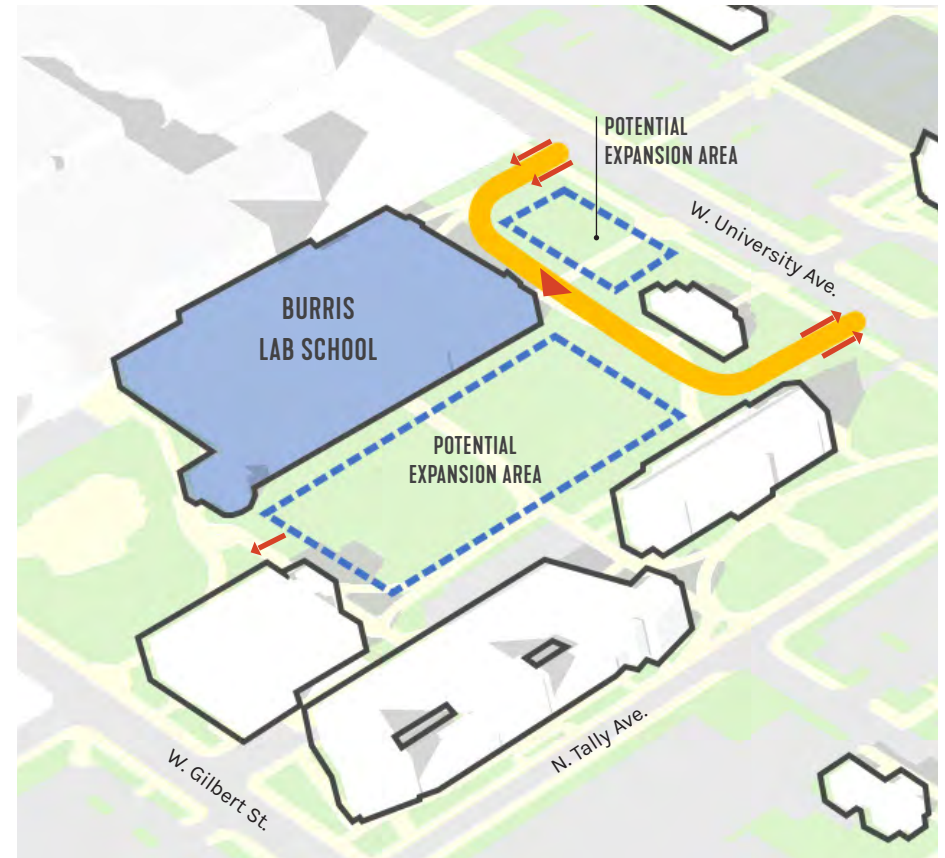 POTENTIAL
EXPANSION AREA
W. University Ave.
BURRIS
LAB SCHOOL
POTENTIAL
EXPANSION AREA
N. Tally Ave.
W. Gilbert St.